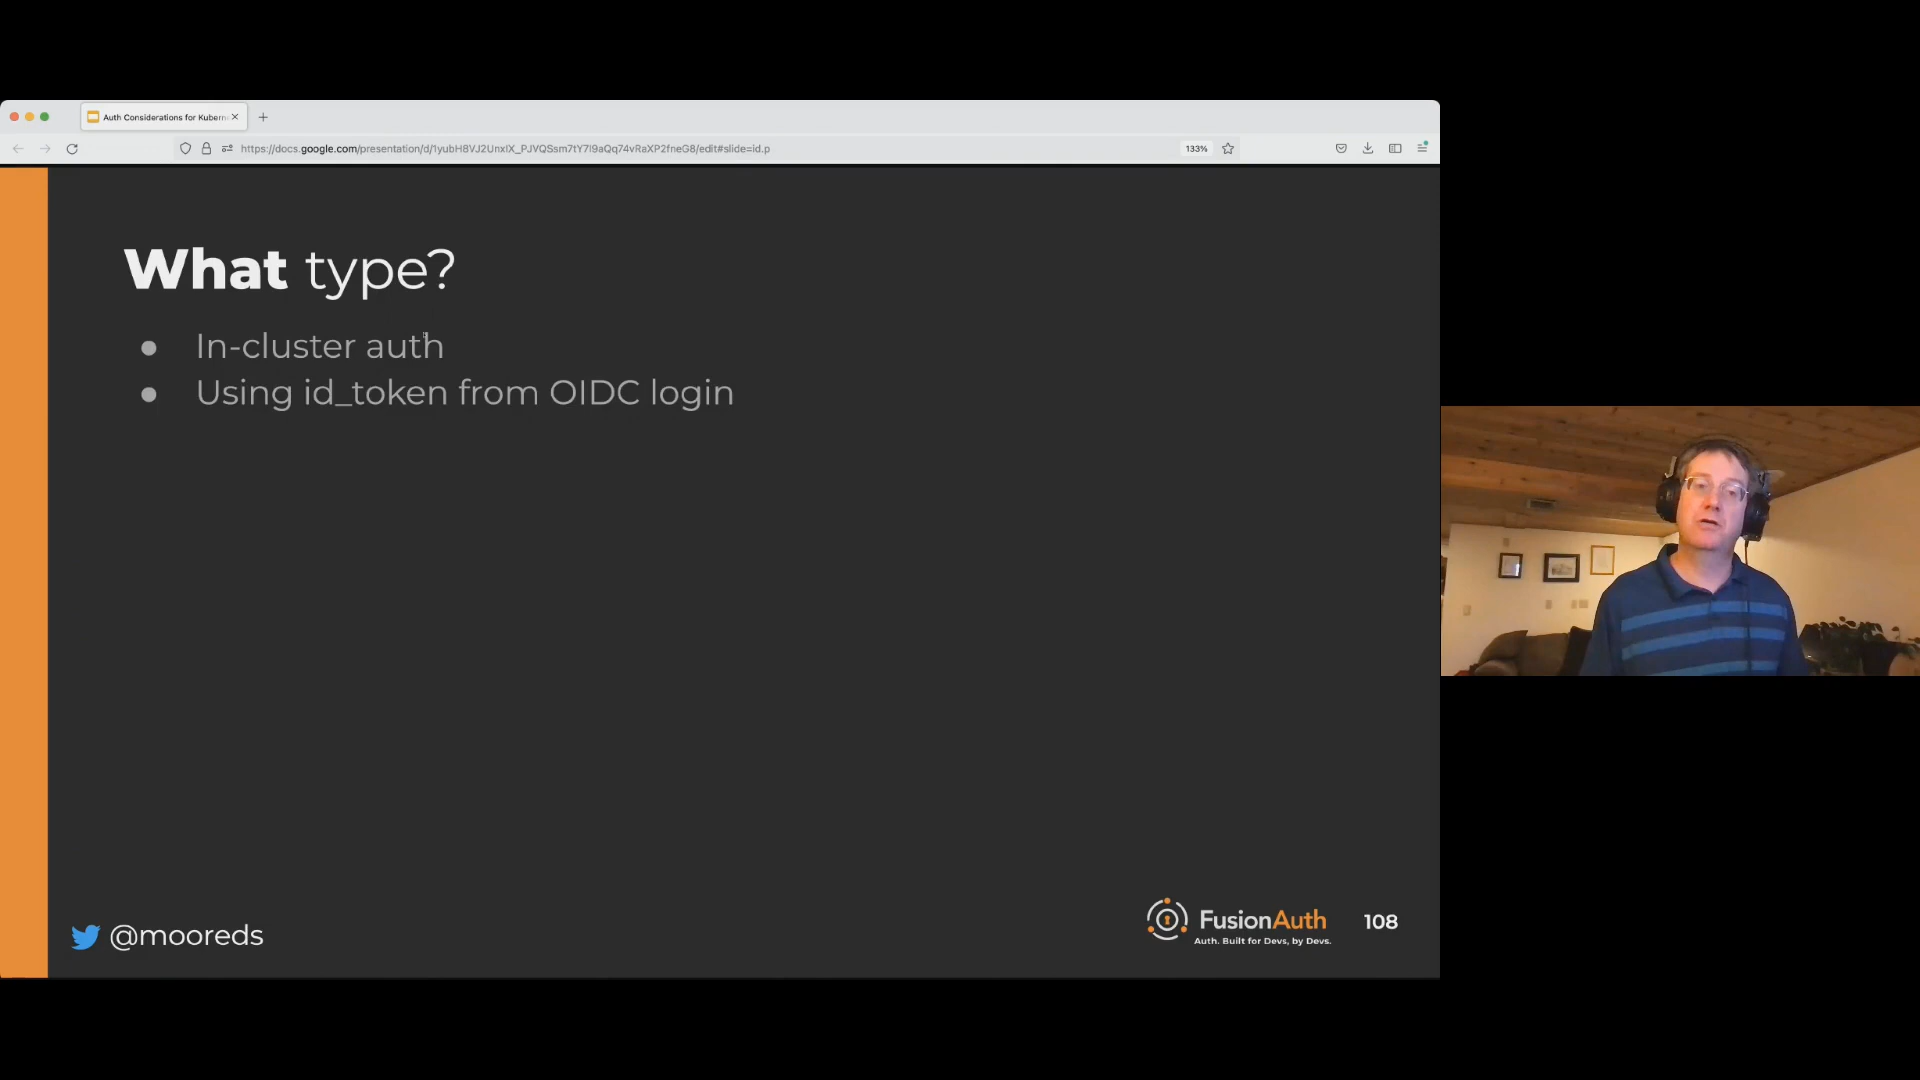 Auth Considerations for Kubern
https://docs.google.com/presentation/d/1yubH8VJ2UnxIX_PJVQSsm7tY7I9aQq74vRaXP2fneG8/edit#slide=id.p
133%
What type?
In-cluster auth
Using id_token from OIDC login
@mooreds
FusionAuth
Auth. Built for Devs, by Devs.
108